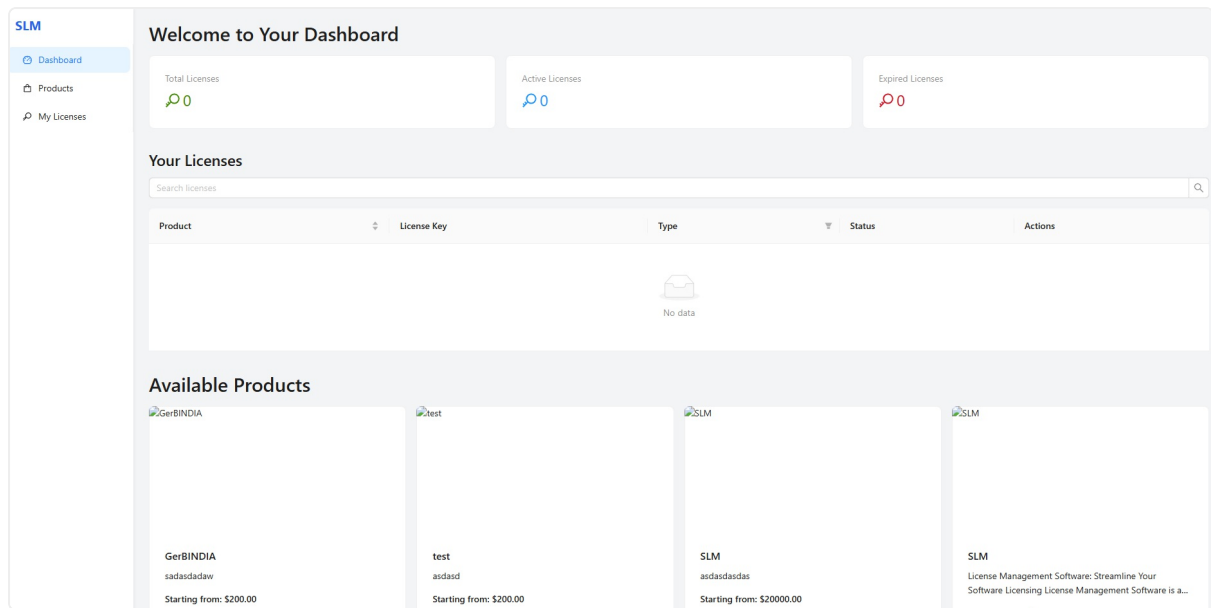 SLM
Dashboard
Products
My Licenses
Welcome to Your Dashboard
Total Licenses
0
Active Licenses
0
Expired Licenses
0
Your Licenses
Search licenses
Product License Key Type Status Actions
No data
Available Products
GerBINDIA
test
SLM
SLM
GerBINDIA
sadasdadaw
Starting from: $200.00
test
asdasd
Starting from: $200.00
SLM
asdasdasdas
Starting from: $20000.00
SLM
License Management Software: Streamline Your
Software Licensing License Management Software is a...